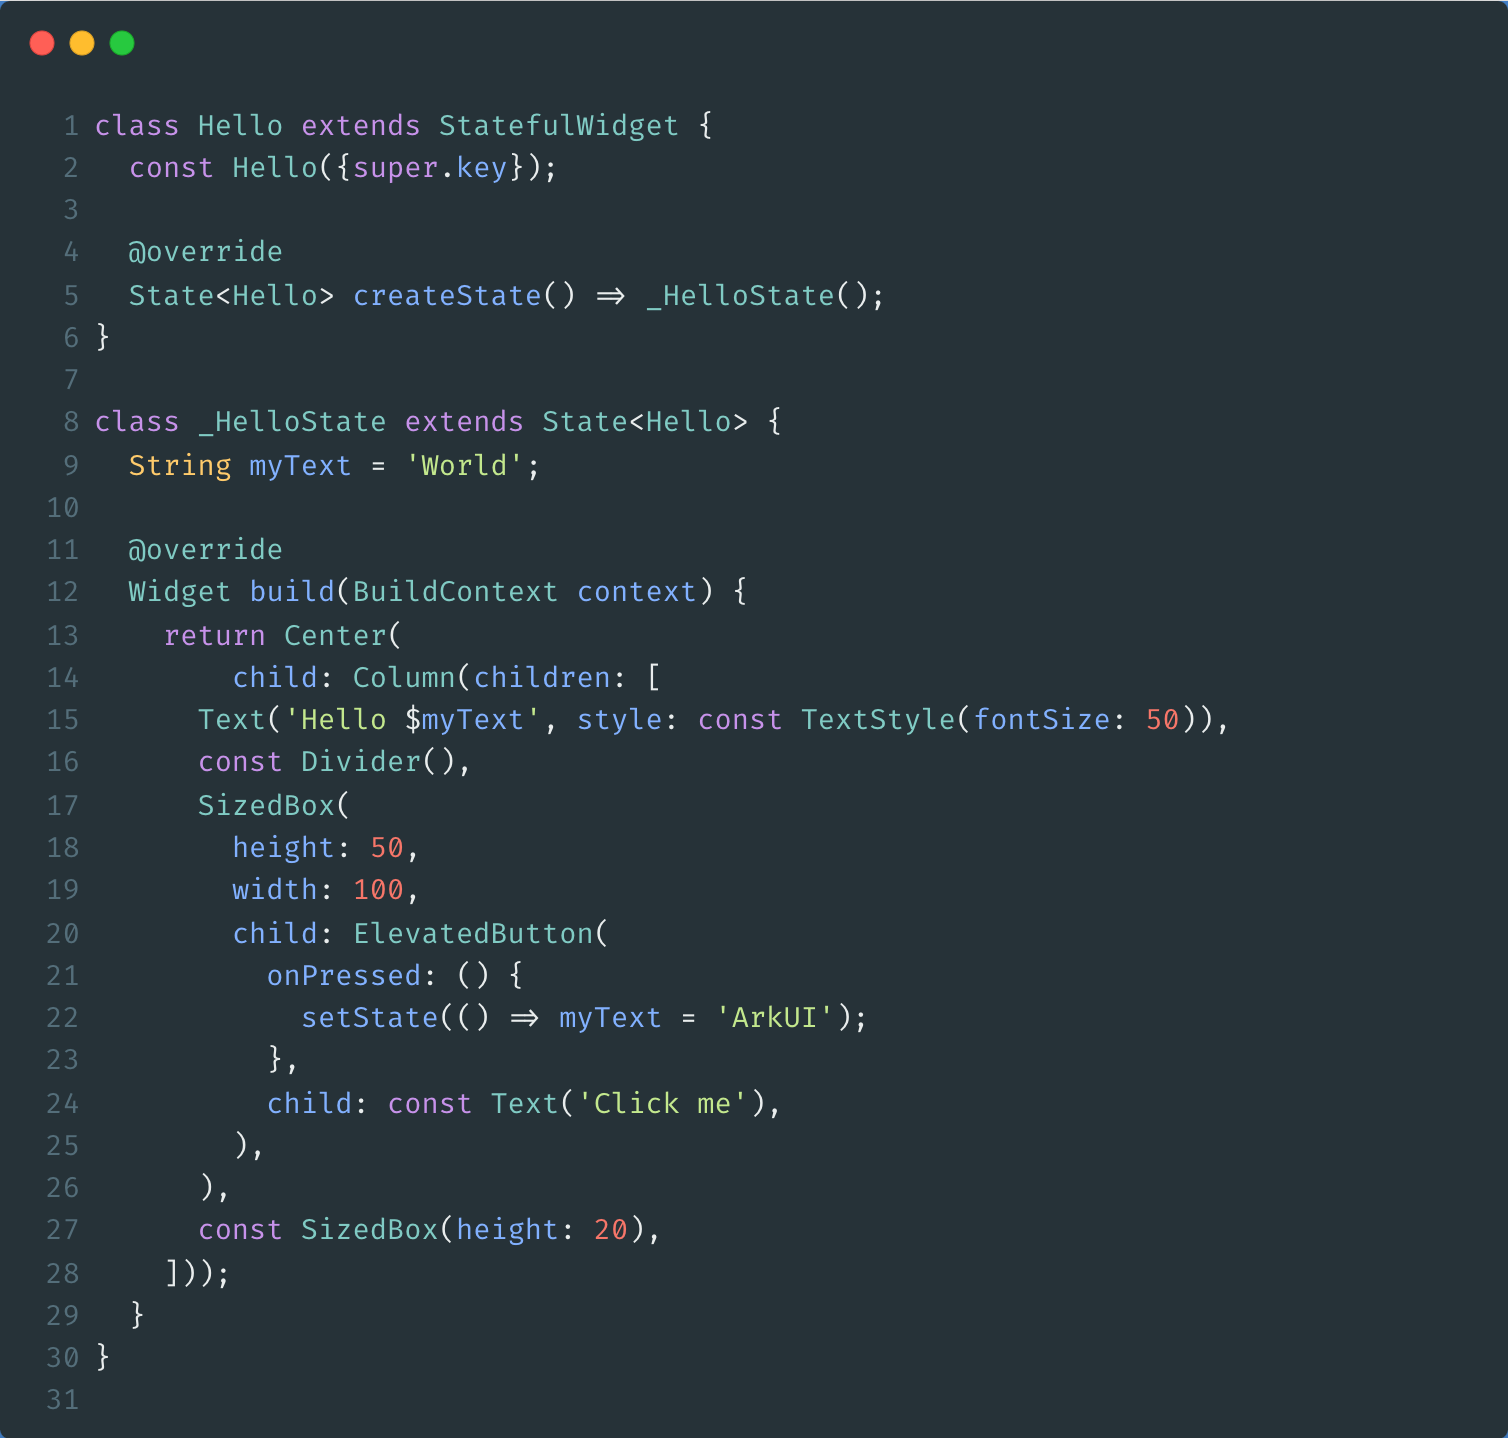 1 class Hello extends StatefulWidget {
2   const Hello({super.key});
3
4   @override
5   State<Hello> createState() => _HelloState();
6 }
7
8 class _HelloState extends State<Hello> {
9   String myText = 'World';
10
11   @override
12   Widget build(BuildContext context) {
13     return Center(
14         child: Column(children: [
15       Text('Hello $myText', style: const TextStyle(fontSize: 50)),
16       const Divider(),
17       SizedBox(
18         height: 50,
19         width: 100,
20         child: ElevatedButton(
21           onPressed: () {
22             setState(() => myText = 'ArkUI');
23           },
24           child: const Text('Click me'),
25         ),
26       ),
27       const SizedBox(height: 20),
28     ]));
29   }
30 }
31